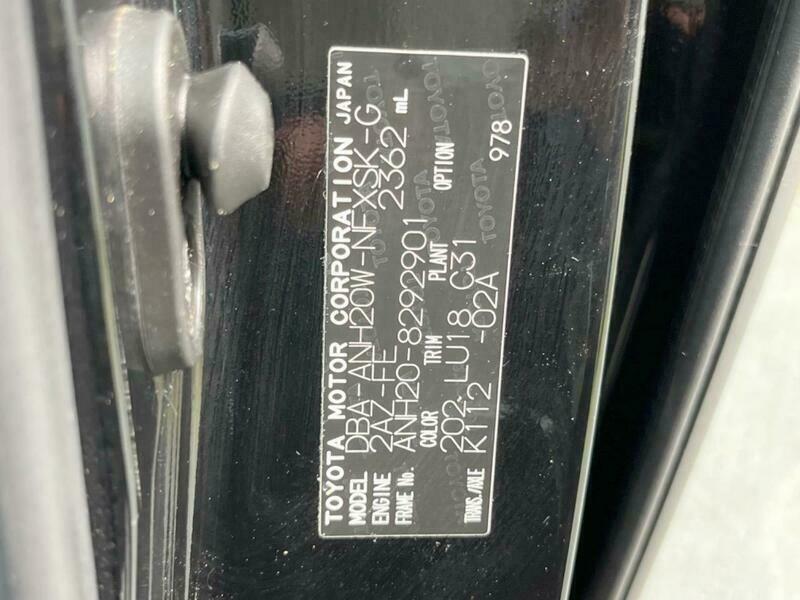 TOYOTA MOTOR CORPORATION JAPAN
MODEL DBA-ANH20W-NFXSK-G
ENGINE 2AZ-FE 2362 mL
FRAME No. ANH20-8292901
COLOR TRIM PLANT OPTION
202 LU18 C31
TRANS./AXLE K112 -02A 978